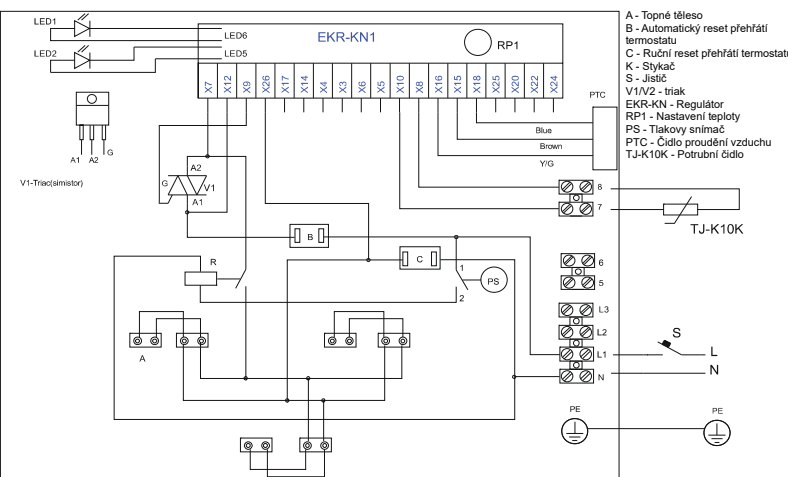 LED1
LED2
LED6
LED5
EKR-KN1
RP1
X7 X12 X9 X26 X17 X14 X4 X3 X6 X5 X10 X8 X16 X15 X18 X25 X20 X22 X24
PTC
Blue
Brown
Y/G
A1 A2 G
V1-Triac(simistor)
A2
G
V1
A1
8
7
TJ-K10K
B
C
R
1
PS
2
6
5
A
L3
L2
L1
N
S
L
N
PE
PE
A - Topné těleso
B - Automatický reset přehřátí
termostatu
C - Ruční reset přehřátí termostatu
K - Stykač
S - Jistič
V1/V2 - triak
EKR-KN - Regulátor
RP1 - Nastavení teploty
PS - Tlakovy snímač
PTC - Čidlo proudění vzduchu
TJ-K10K - Potrubní čidlo